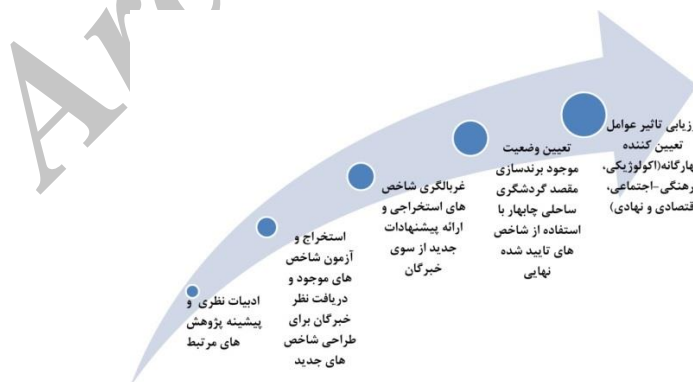 ادبیات نظری و
پیشینه پژوهش
های مرتبط
استخراج و
آزمون شاخص
های موجود و
دریافت نظر
خبرگان برای
طراحی شاخص
های جدید
غربالگری شاخص
های استخراجی و
ارائه پیشنهادات
جدید از سوی
خبرگان
تعیین وضعیت
موجود برندسازی
مقصد گردشگری
ساحلی چابهار با
استفاده از شاخص
های تایید شده
نهایی
رزیابی تاثیر عوامل
تعیین کننده
هارگانه(اکولوژیکی،
رهنگی-اجتماعی،
قتصادی و نهادی)